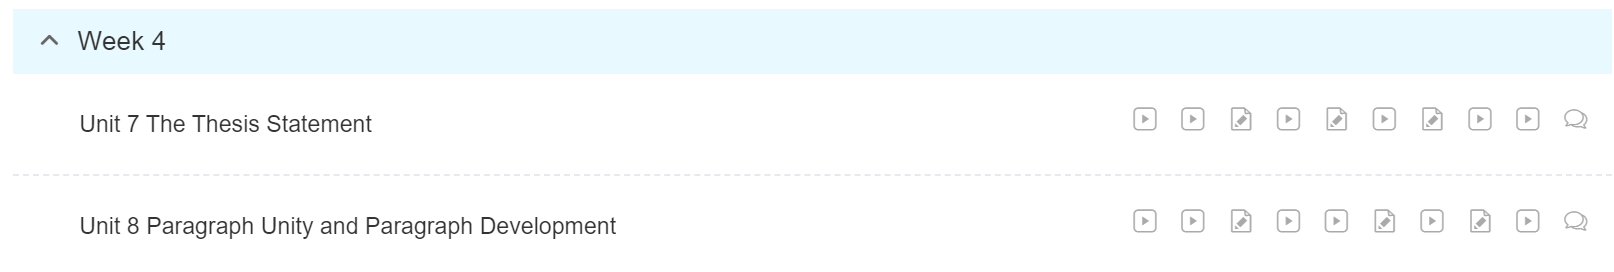 Week 4
Unit 7 The Thesis Statement
Unit 8 Paragraph Unity and Paragraph Development